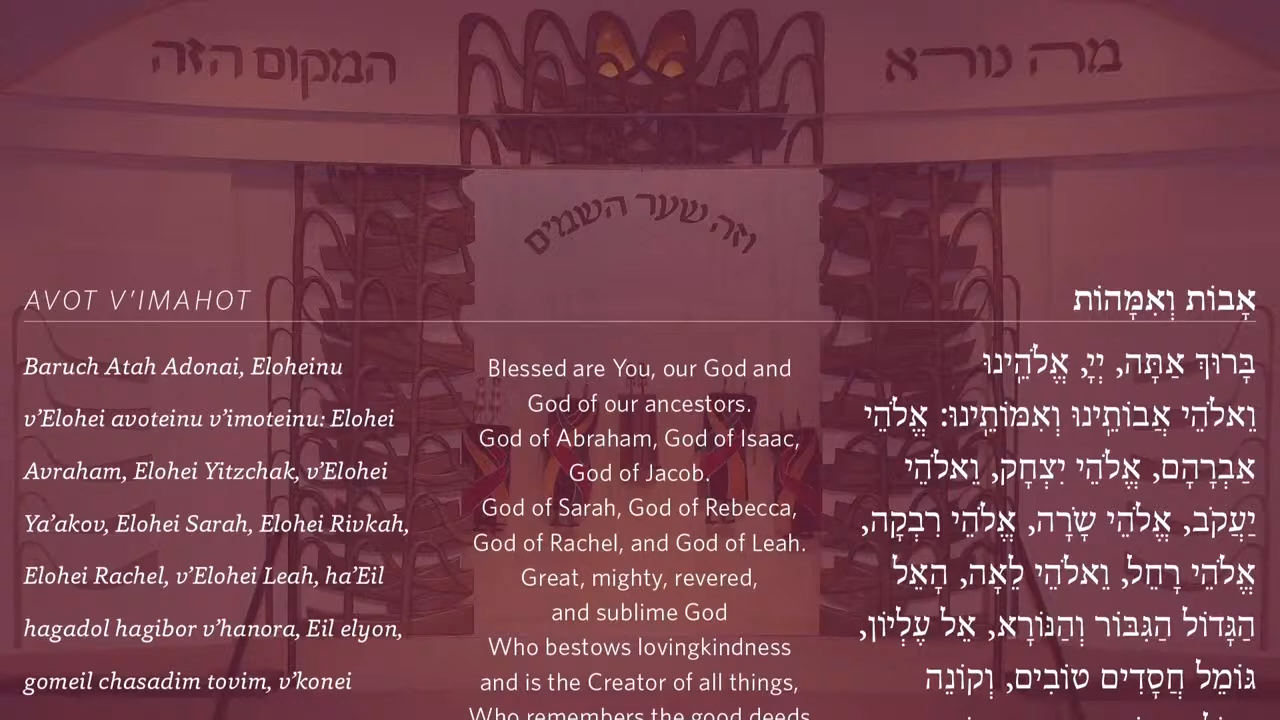 מה נורא
המקום הזה
וזה שער השמים
AVOT V'IMAHOT
אָבוֹת וְאִמָּהוֹת
Baruch Atah Adonai, Eloheinu
v'Elohei avoteinu v'imoteinu: Elohei
Avraham, Elohei Yitzchak, v'Elohei
Ya'akov, Elohei Sarah, Elohei Rivkah,
Elohei Rachel, v'Elohei Leah, ha'Eil
hagadol hagibor v'hanora, Eil elyon,
gomeil chasadim tovim, v'konei
Blessed are You, our God and
God of our ancestors.
God of Abraham, God of Isaac,
God of Jacob.
God of Sarah, God of Rebecca,
God of Rachel, and God of Leah.
Great, mighty, revered,
and sublime God
Who bestows lovingkindness
and is the Creator of all things,
Who remembers the good deeds
בָּרוּךְ אַתָּה, יְיָ, אֱלֹהֵֽינוּ
וֵאלֹהֵי אֲבוֹתֵֽינוּ וְאִמּוֹתֵֽינוּ: אֱלֹהֵי
אַבְרָהָם, אֱלֹהֵי יִצְחָק, וֵאלֹהֵי
יַעֲקֹב, אֱלֹהֵי שָׂרָה, אֱלֹהֵי רִבְקָה,
אֱלֹהֵי רָחֵל, וֵאלֹהֵי לֵאָה, הָאֵל
הַגָּדוֹל הַגִּבּוֹר וְהַנּוֹרָא, אֵל עֶלְיוֹן,
גּוֹמֵל חֲסָדִים טוֹבִים, וְקוֹנֵה